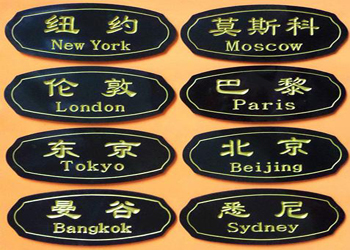 纽约
New York
莫斯科
Moscow
伦敦
London
巴黎
Paris
东京
Tokyo
北京
Beijing
曼谷
Bangkok
悉尼
Sydney